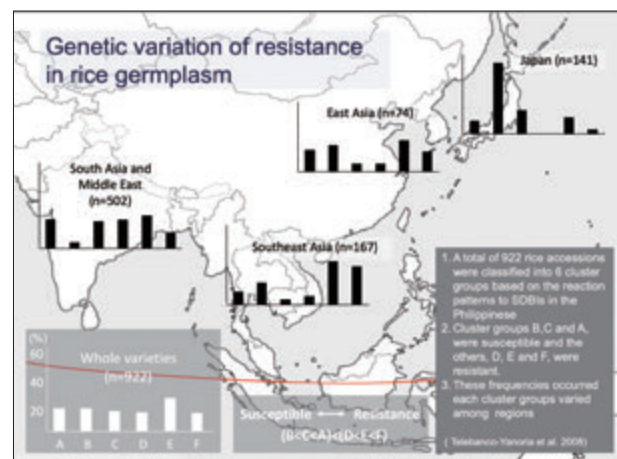 Genetic variation of resistance
in rice germplasm
Japan (n=141)
East Asia (n=74)
South Asia and
Middle East
(n=502)
Southeast Asia (n=167)
(%)
60
40
20
Whole varieties
(n=922)
A B C D E F
Susceptible ⟷ Resistance
(B<C<A)<(D<E<F)
1. A total of 922 rice accessions
were classified into 6 cluster
groups based on the reaction
patterns to SDBIs in the
Philippinese
2. Cluster groups B,C and A,
were susceptible and the
others, D, E and F, were
resistant.
3. These frequencies occurred
each cluster groups varied
among regions
( Telebanco-Yanoria et al. 2008)